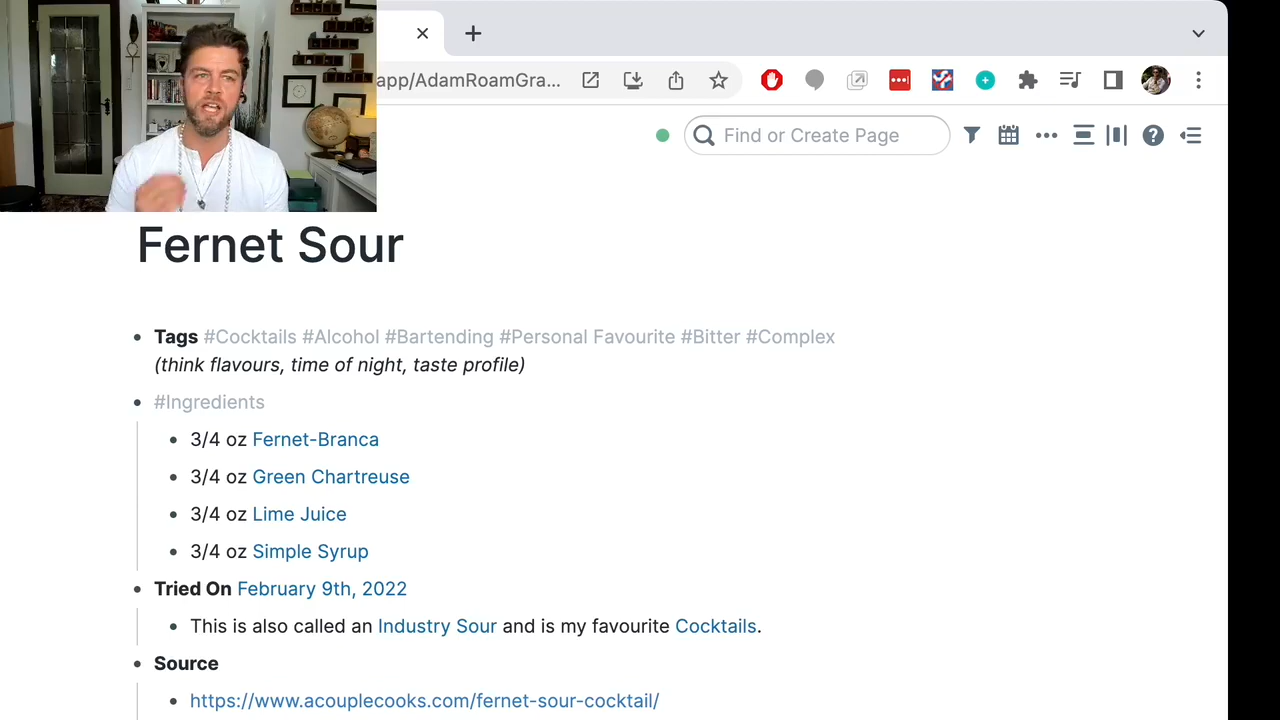 app/AdamRoamGra...
Find or Create Page
Fernet Sour
Tags #Cocktails #Alcohol #Bartending #Personal Favourite #Bitter #Complex
(think flavours, time of night, taste profile)
#Ingredients
3/4 oz Fernet-Branca
3/4 oz Green Chartreuse
3/4 oz Lime Juice
3/4 oz Simple Syrup
Tried On February 9th, 2022
This is also called an Industry Sour and is my favourite Cocktails.
Source
https://www.acouplecooks.com/fernet-sour-cocktail/